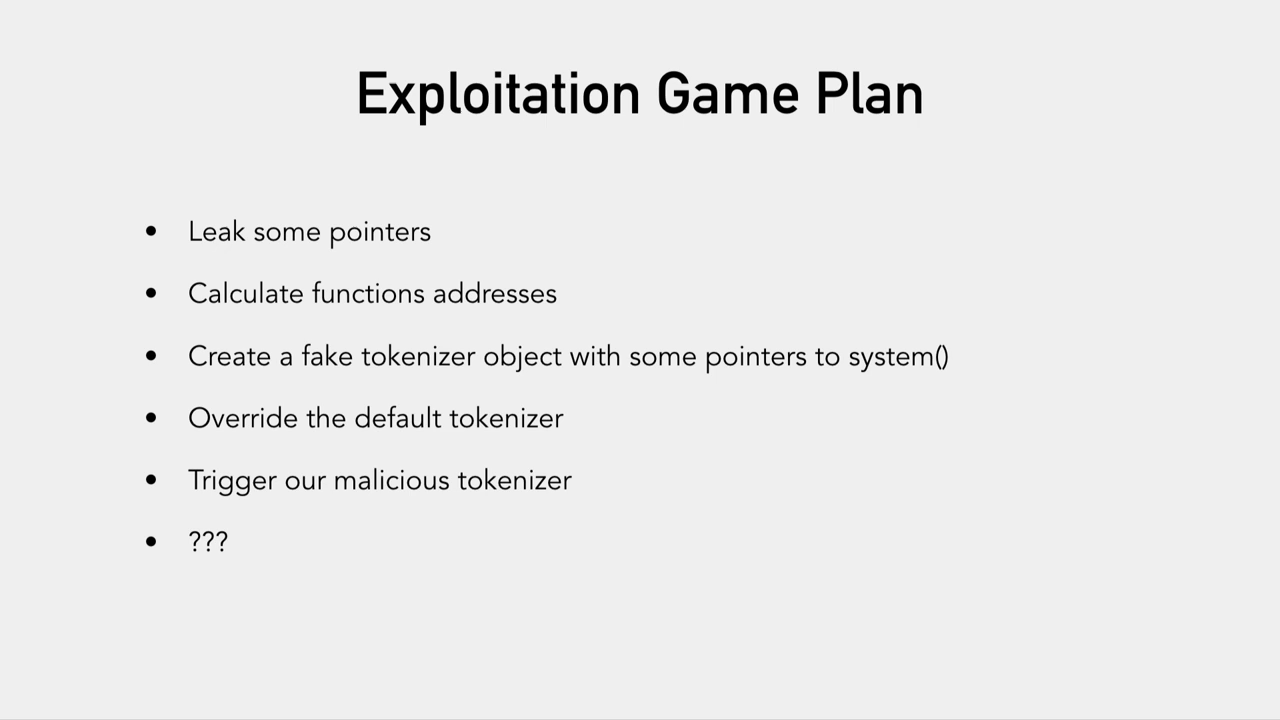 Exploitation Game Plan
• Leak some pointers
• Calculate functions addresses
• Create a fake tokenizer object with some pointers to system()
• Override the default tokenizer
• Trigger our malicious tokenizer
• ???